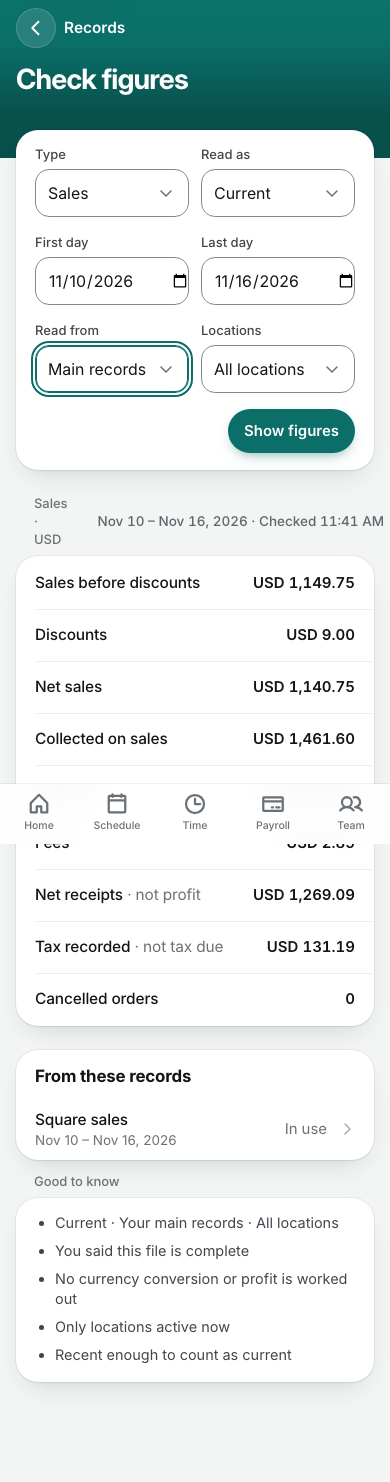 Records
Check figures
Type
Read as
Sales
Current
First day
Last day
11/10/2026
11/16/2026
Read from
Locations
Main records
All locations
Show figures
Sales
·
USD
Nov 10 – Nov 16, 2026 · Checked 11:41 AM
Sales before discounts USD 1,149.75
Discounts USD 9.00
Net sales USD 1,140.75
Collected on sales USD 1,461.60
Home Schedule Time Payroll Team
Fees USD 2.85
Net receipts · not profit USD 1,269.09
Tax recorded · not tax due USD 131.19
Cancelled orders 0
From these records
Square sales
Nov 10 – Nov 16, 2026
In use
Good to know
• Current · Your main records · All locations
• You said this file is complete
• No currency conversion or profit is worked
out
• Only locations active now
• Recent enough to count as current